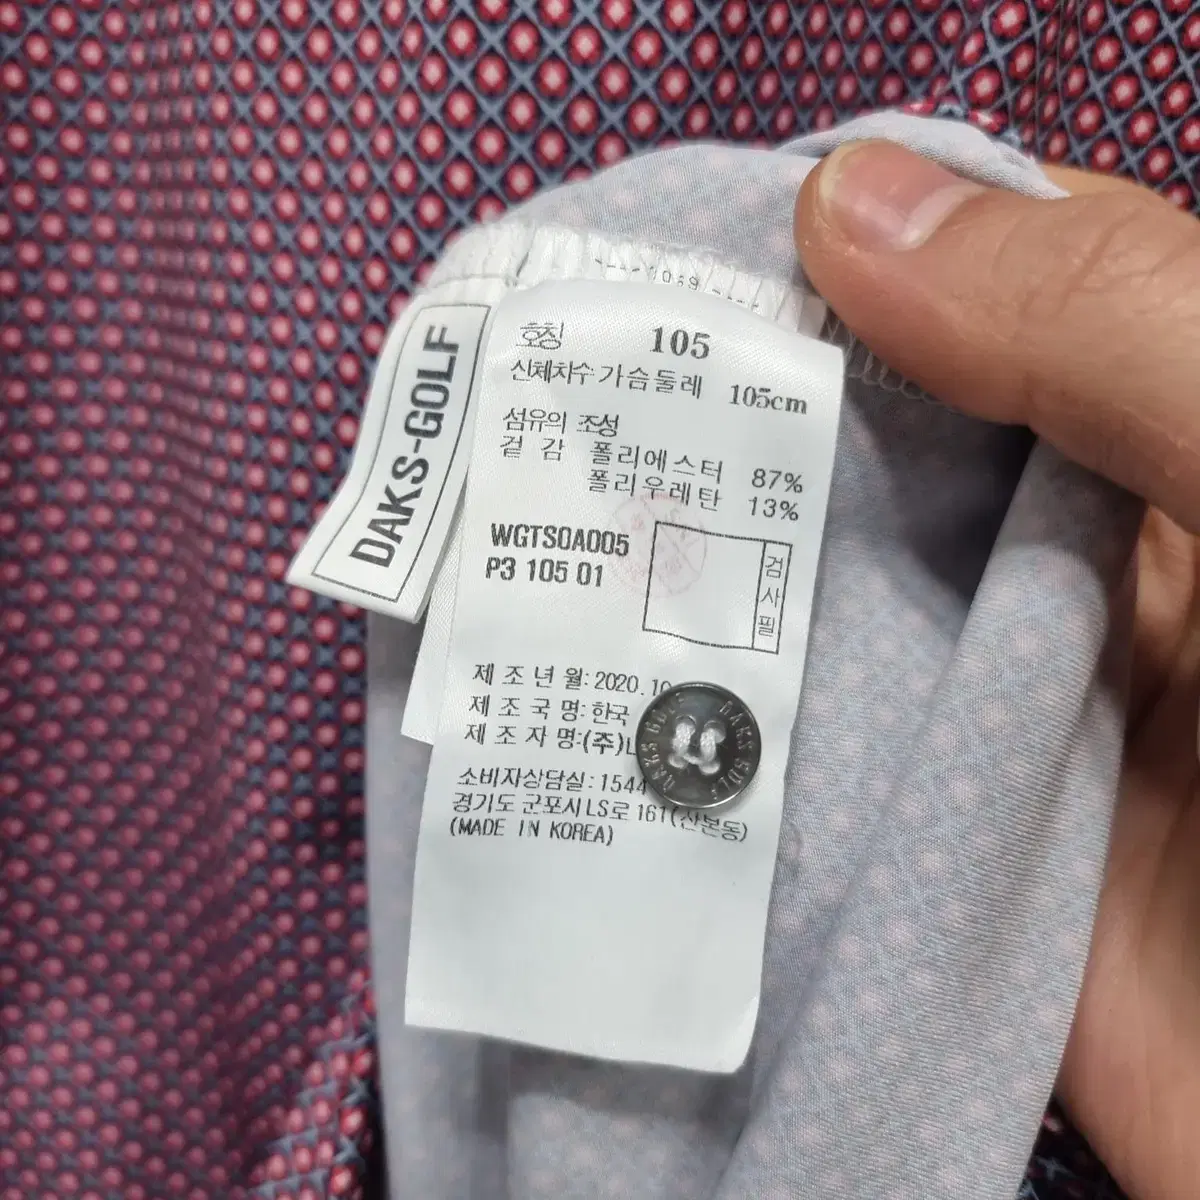 DAKS-GOLF
호칭 105
신체치수 가슴둘레 105cm
섬유의 조성
겉 감 폴리에스터 87%
폴리우레탄 13%
WGTS0A005
P3 105 01
검사필
제 조 년 월: 2020.10
제 조 국 명: 한국
제 조 자 명:(주)L
소비자상담실: 1544
경기도 군포시 LS로 161(산본동)
(MADE IN KOREA)
DAKS GOLF DAKS GOLF